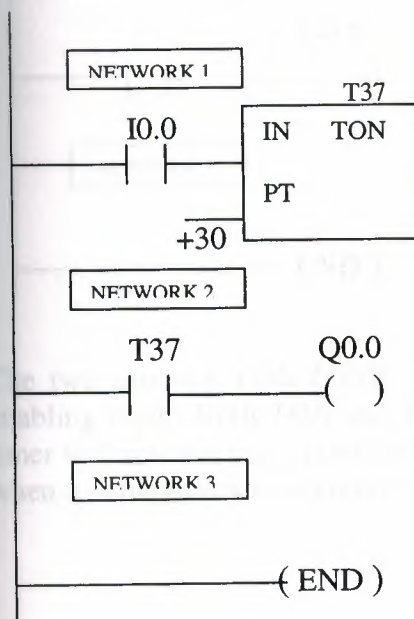 NETWORK 1
T37
I0.0
IN TON
PT
+30
NETWORK 2
T37 Q0.0
( )
NETWORK 3
( END )